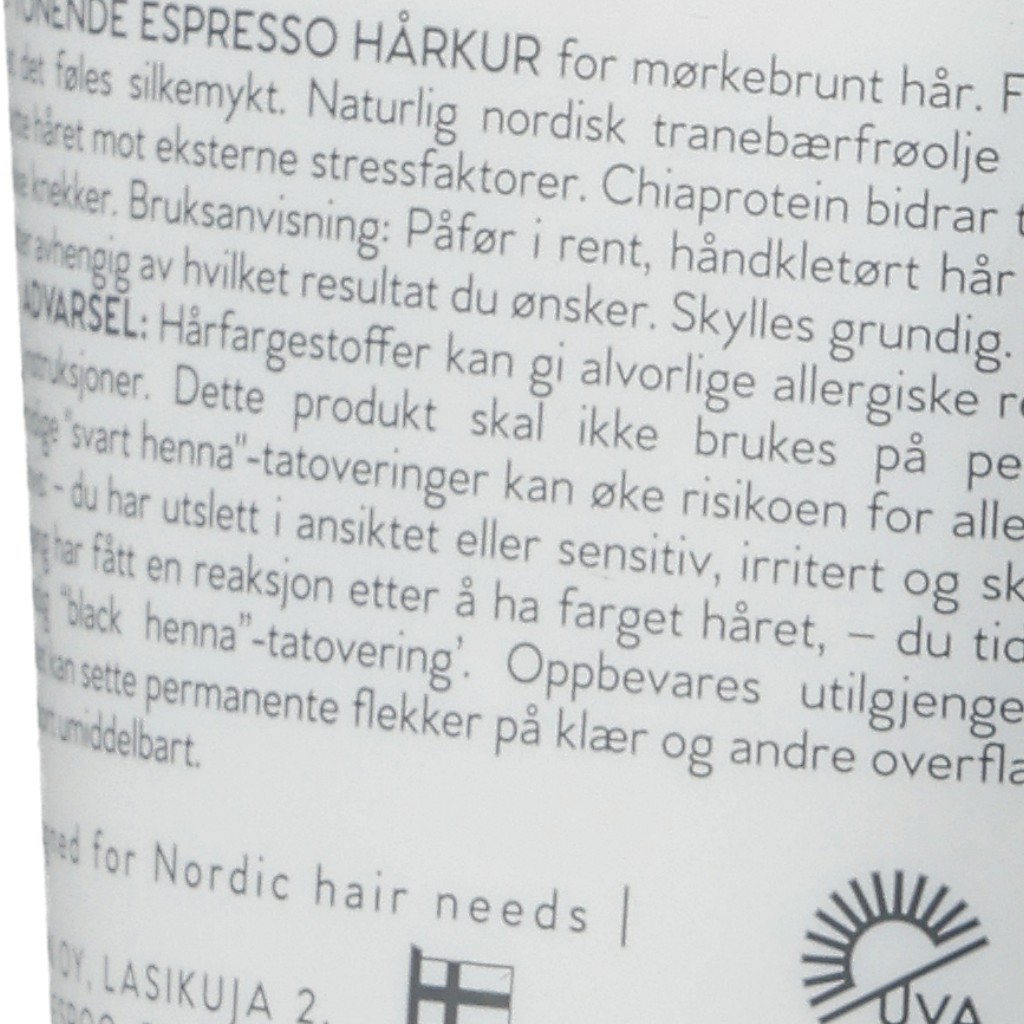 ESPRESSO HÅRKUR for mørkebrunt hår.
det føles silkemykt. Naturlig nordisk tranebærfrøolje
håret mot eksterne stressfaktorer. Chiaprotein bidrar
knekker. Bruksanvisning: Påfør i rent, håndkletørt hår
avhengig av hvilket resultat du ønsker. Skylles grundig.
ADVARSEL: Hårfargestoffer kan gi alvorlige allergiske
Dette produkt skal ikke brukes på
"svart henna"-tatoveringer kan øke risikoen for
– du har utslett i ansiktet eller sensitiv, irritert og
har fått en reaksjon etter å ha farget håret, – du
"black henna"-tatovering'. Oppbevares
kan sette permanente flekker på klær og andre
umiddelbart.
for Nordic hair needs |
OY, LASIKUJA 2,
UVA